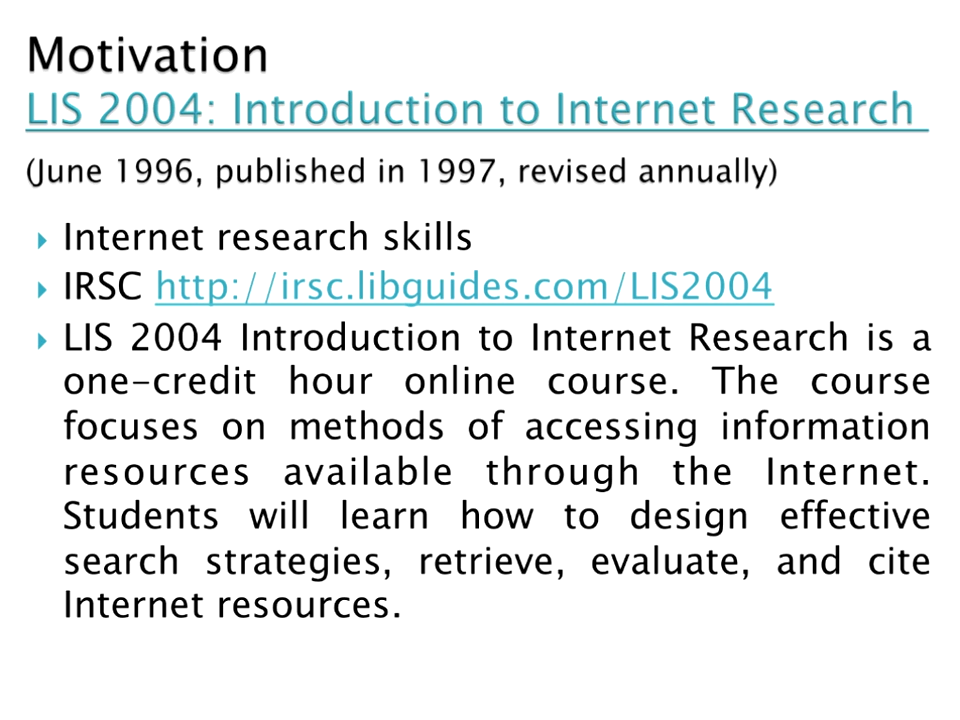 Motivation
LIS 2004: Introduction to Internet Research
(June 1996, published in 1997, revised annually)
Internet research skills
IRSC http://irsc.libguides.com/LIS2004
LIS 2004 Introduction to Internet Research is a
one-credit hour online course. The course
focuses on methods of accessing information
resources available through the Internet.
Students will learn how to design effective
search strategies, retrieve, evaluate, and cite
Internet resources.